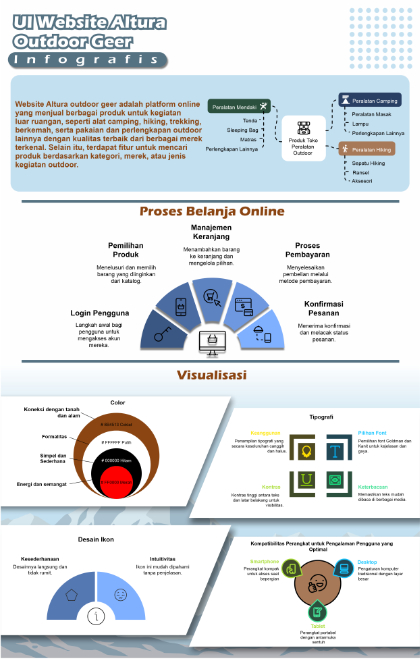 UI Website Altura
Outdoor Geer
Infografis
Website Altura outdoor geer adalah platform online
yang menjual berbagai produk untuk kegiatan
luar ruangan, seperti alat camping, hiking, trekking,
berkemah, serta pakaian dan perlengkapan outdoor
lainnya dengan kualitas terbaik dari berbagai merek
terkenal. Selain itu, terdapat fitur untuk mencari
produk berdasarkan kategori, merek, atau jenis
kegiatan outdoor.
Peralatan Mendaki
Tenda
Sleeping Bag
Matras
Perlengkapan Lainnya
Produk Toko
Peralatan
Outdoor
Peralatan Camping
Peralatan Masak
Lampu
Perlengkapan Lainnya
Peralatan Hiking
Sepatu Hiking
Ransel
Aksesori
Proses Belanja Online
Manajemen
Keranjang
Menambahkan barang
ke keranjang dan
mengelola pilihan.
Pemilihan
Produk
Menelusuri dan memilih
barang yang diinginkan
dari katalog.
Proses
Pembayaran
Menyelesaikan
pembelian melalui
metode pembayaran.
Login Pengguna
Langkah awal bagi
pengguna untuk
mengakses akun
mereka.
Konfirmasi
Pesanan
Menerima konfirmasi
dan melacak status
pesanan.
Visualisasi
Color
Koneksi dengan tanah
dan alam
Formalitas
# FFFFFF Putih
Simpel dan
Sederhana
# 000000 Hitam
Energi dan semangat
Tipografi
Keanggunan
Penampilan tipografi yang
secara keseluruhan canggih
dan halus.
Pilihan Font
Pemilihan font Goldman dan
Kanit untuk kejelasan dan
gaya
Kontras
Kontras tinggi antara teks
dan latar belakang untuk
visibilitas
Keterbacaan
Memastikan teks mudah
dibaca di berbagai media.
Desain Ikon
Kesederhanaan
Desainnya langsung dan
tidak rumit.
Intuitivitas
Ikon ini mudah dipahami
tanpa penjelasan.
Kompatibilitas Perangkat untuk Pengalaman Pengguna yang
Optimal
Smartphone
Perangkat kompak
untuk akses saat
bepergian
Desktop
Pengaturan komputer
tradisional dengan layar
besar
Tablet
Perangkat portabel
dengan antarmuka
sentuh